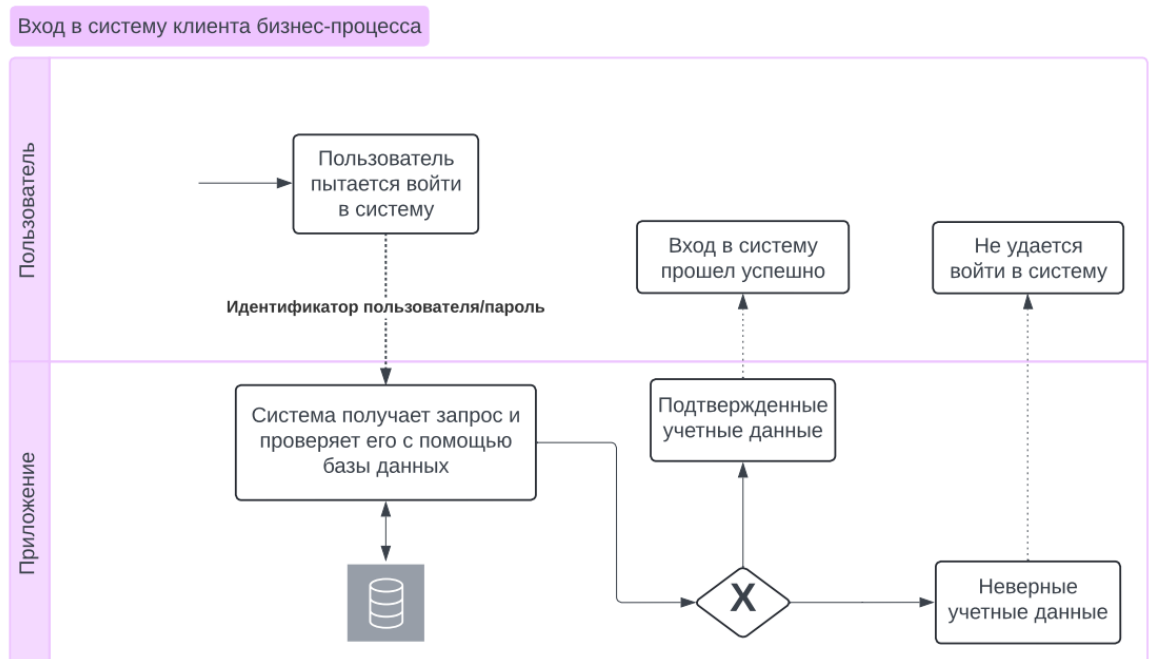 Вход в систему клиента бизнес-процесса
Пользователь
Пользователь
пытается войти
в систему
Идентификатор пользователя/пароль
Вход в систему
прошел успешно
Не удается
войти в систему
Приложение
Система получает запрос и
проверяет его с помощью
базы данных
Подтвержденные
учетные данные
X
Неверные
учетные данные